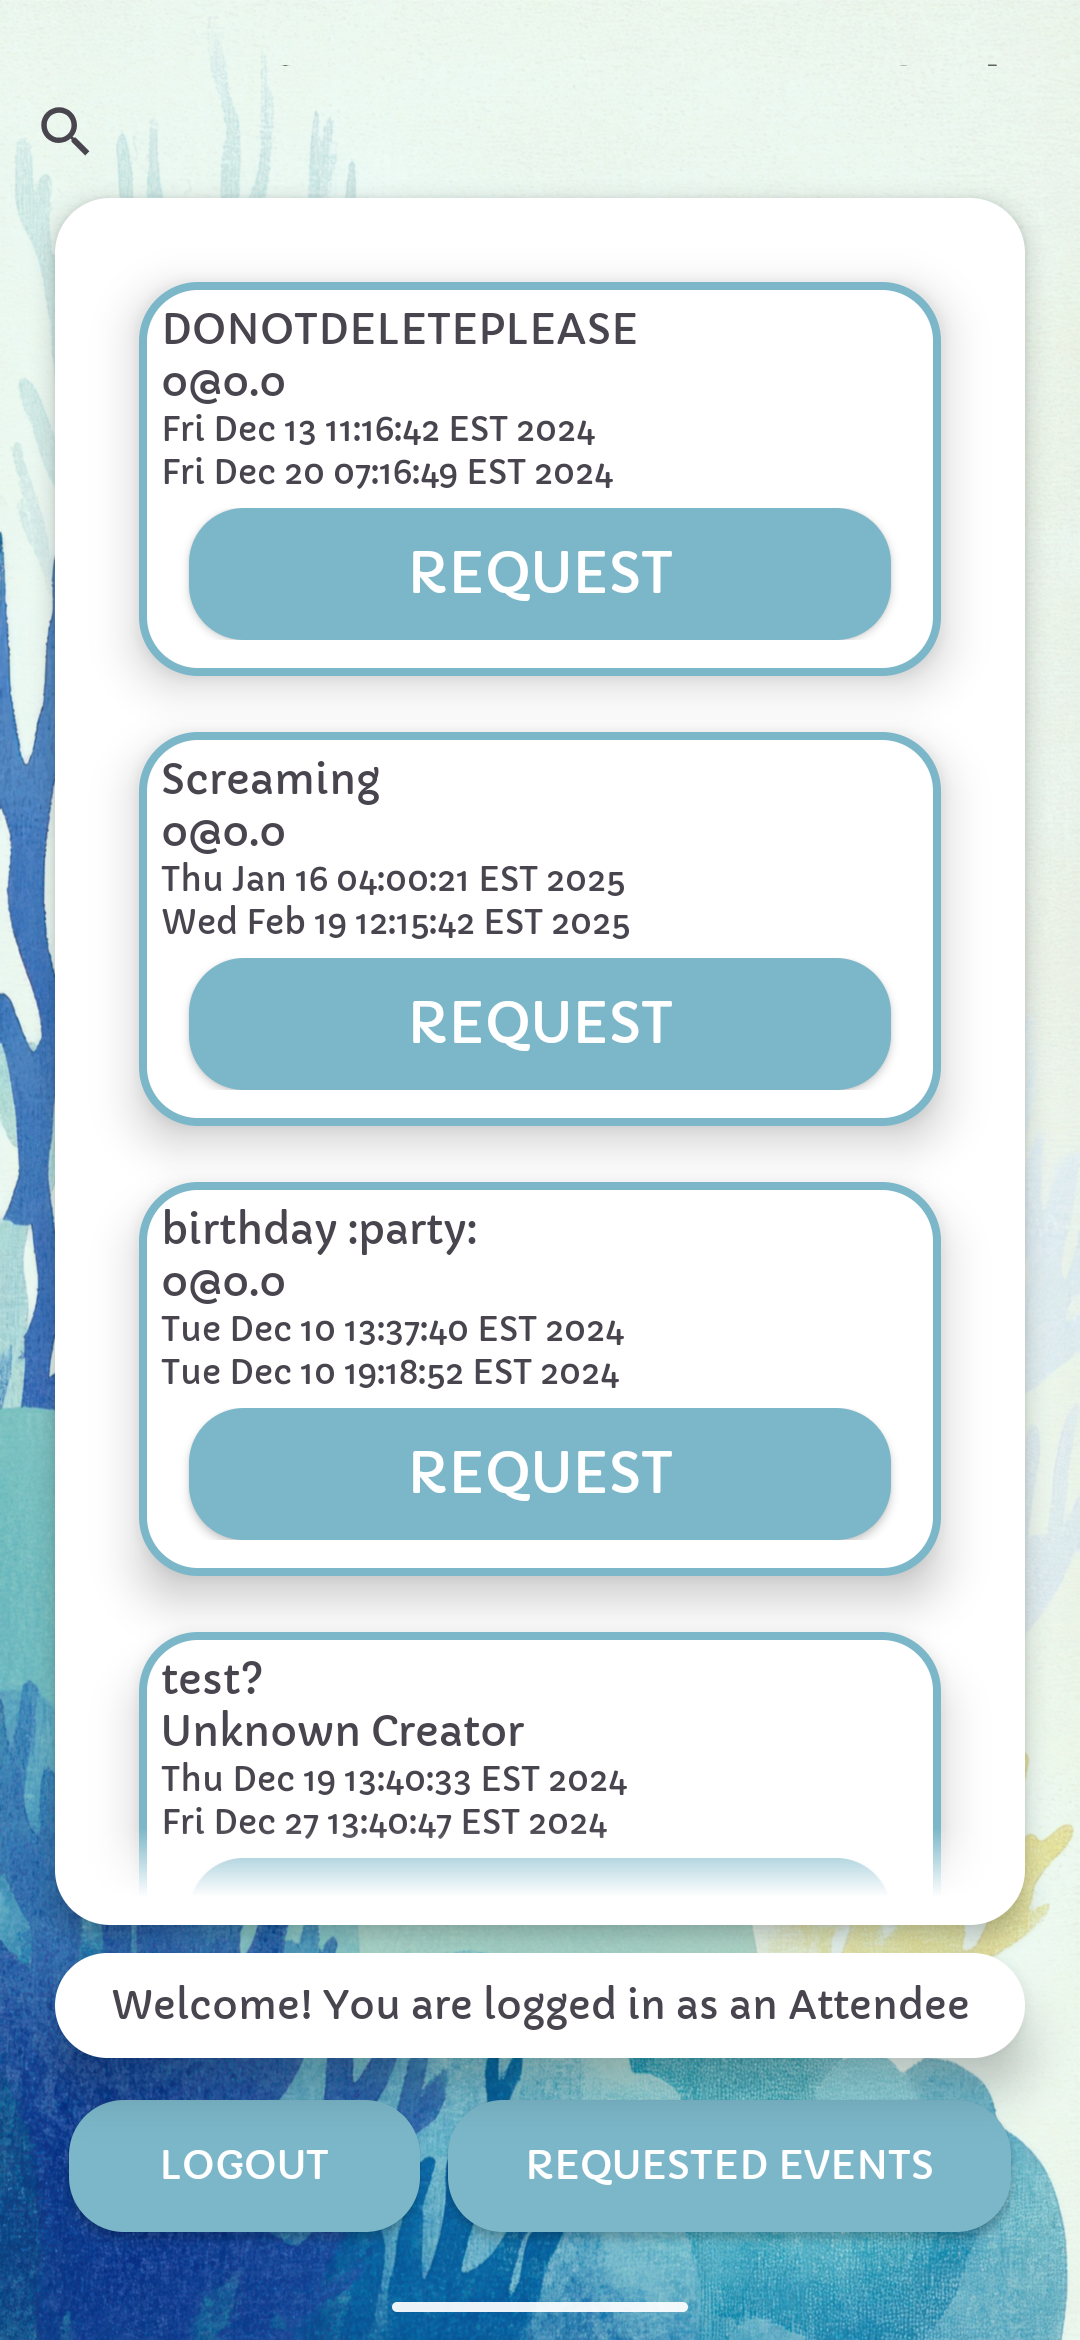 DONOTDELETEPLEASE
o@o.o
Fri Dec 13 11:16:42 EST 2024
Fri Dec 20 07:16:49 EST 2024
REQUEST
Screaming
o@o.o
Thu Jan 16 04:00:21 EST 2025
Wed Feb 19 12:15:42 EST 2025
REQUEST
birthday :party:
o@o.o
Tue Dec 10 13:37:40 EST 2024
Tue Dec 10 19:18:52 EST 2024
REQUEST
test?
Unknown Creator
Thu Dec 19 13:40:33 EST 2024
Fri Dec 27 13:40:47 EST 2024
Welcome! You are logged in as an Attendee
LOGOUT
REQUESTED EVENTS